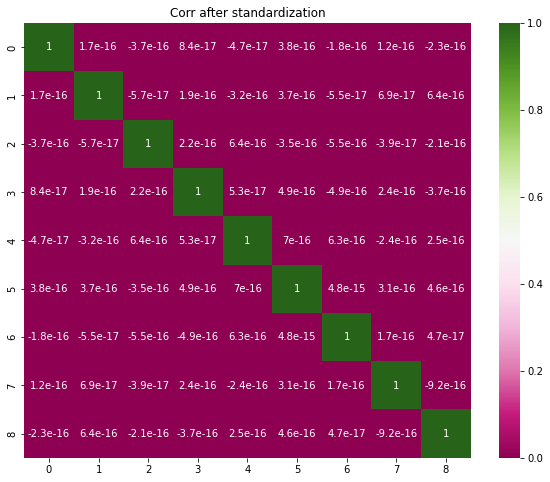 Corr after standardization
0 1 1.7e-16 -3.7e-16 8.4e-17 -4.7e-17 3.8e-16 -1.8e-16 1.2e-16 -2.3e-16
1 1.7e-16 1 -5.7e-17 1.9e-16 -3.2e-16 3.7e-16 -5.5e-17 6.9e-17 6.4e-16
2 -3.7e-16 -5.7e-17 1 2.2e-16 6.4e-16 -3.5e-16 -5.5e-16 -3.9e-17 -2.1e-16
3 8.4e-17 1.9e-16 2.2e-16 1 5.3e-17 4.9e-16 -4.9e-16 2.4e-16 -3.7e-16
4 -4.7e-17 -3.2e-16 6.4e-16 5.3e-17 1 7e-16 6.3e-16 -2.4e-16 2.5e-16
5 3.8e-16 3.7e-16 -3.5e-16 4.9e-16 7e-16 1 4.8e-15 3.1e-16 4.6e-16
6 -1.8e-16 -5.5e-17 -5.5e-16 -4.9e-16 6.3e-16 4.8e-15 1 1.7e-16 4.7e-17
7 1.2e-16 6.9e-17 -3.9e-17 2.4e-16 -2.4e-16 3.1e-16 1.7e-16 1 -9.2e-16
8 -2.3e-16 6.4e-16 -2.1e-16 -3.7e-16 2.5e-16 4.6e-16 4.7e-17 -9.2e-16 1
0 1 2 3 4 5 6 7 8
1.0
0.8
0.6
0.4
0.2
0.0